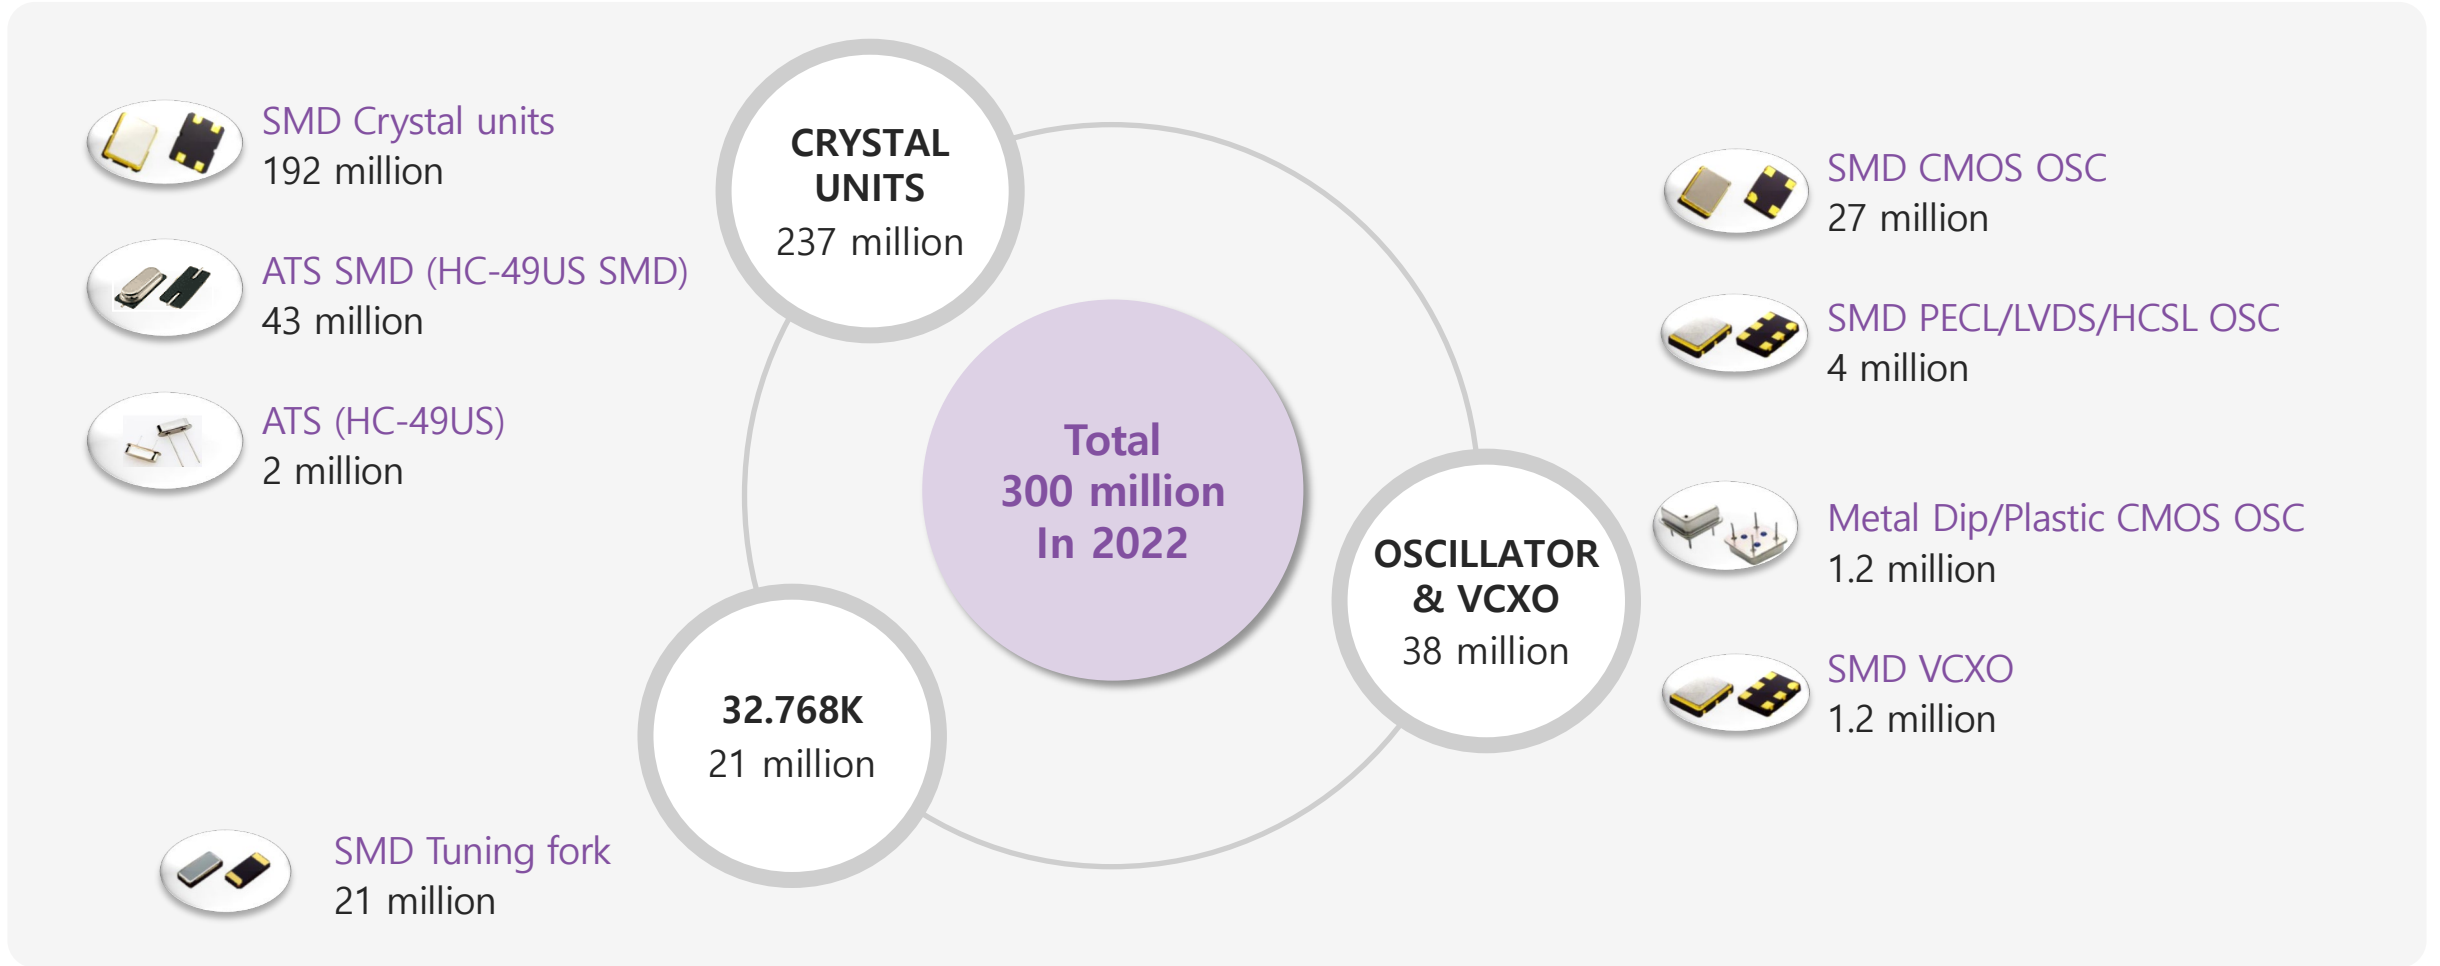 SMD Crystal units
192 million
ATS SMD (HC-49US SMD)
43 million
ATS (HC-49US)
2 million
CRYSTAL
UNITS
237 million
Total
300 million
In 2022
32.768K
21 million
SMD Tuning fork
21 million
OSCILLATOR
& VCXO
38 million
SMD CMOS OSC
27 million
SMD PECL/LVDS/HCSL OSC
4 million
Metal Dip/Plastic CMOS OSC
1.2 million
SMD VCXO
1.2 million